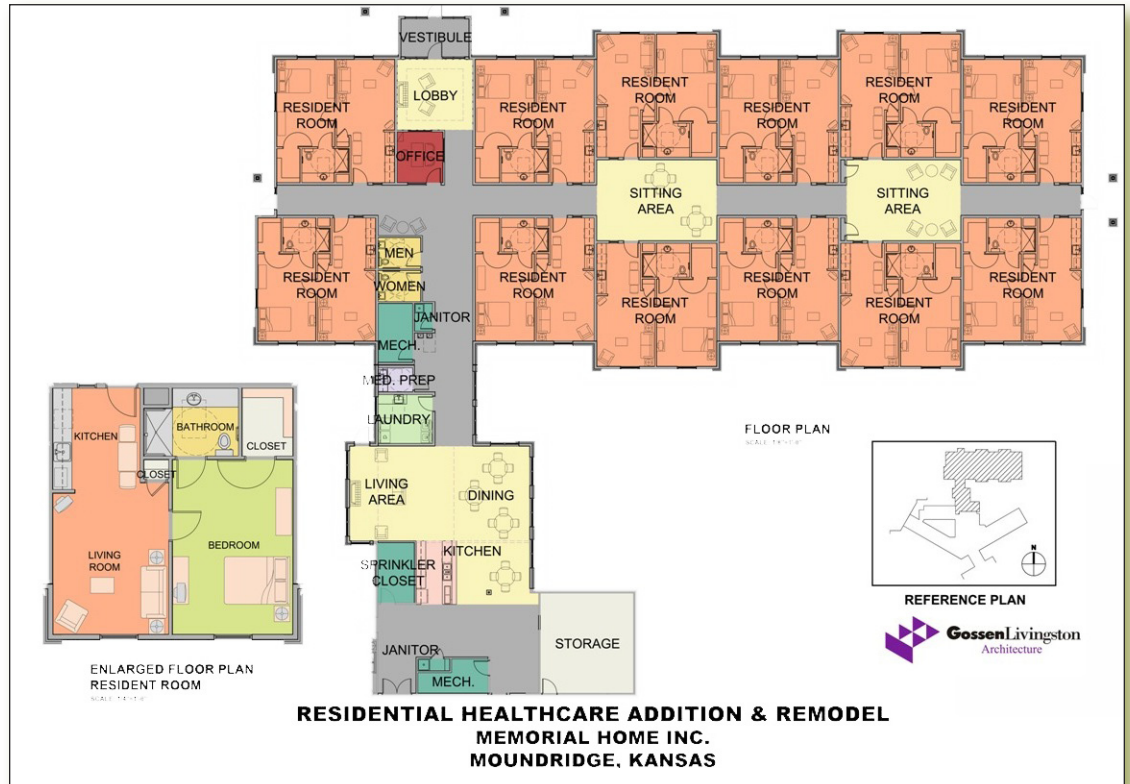 VESTIBULE
LOBBY
RESIDENT
ROOM
OFFICE
RESIDENT
ROOM
RESIDENT
ROOM
RESIDENT
ROOM
RESIDENT
ROOM
RESIDENT
ROOM
SITTING
AREA
SITTING
AREA
RESIDENT
ROOM
MEN
WOMEN
JANITOR
MECH.
MED. PREP
LAUNDRY
RESIDENT
ROOM
RESIDENT
ROOM
RESIDENT
ROOM
RESIDENT
ROOM
RESIDENT
ROOM
LIVING
AREA
DINING
KITCHEN
SPRINKLER
CLOSET
JANITOR
MECH.
STORAGE
FLOOR PLAN
KITCHEN
BATHROOM
CLOSET
CLOSET
LIVING
ROOM
BEDROOM
ENLARGED FLOOR PLAN
RESIDENT ROOM
N
REFERENCE PLAN
GossenLivingston
Architecture
RESIDENTIAL HEALTHCARE ADDITION & REMODEL
MEMORIAL HOME INC.
MOUNDRIDGE, KANSAS